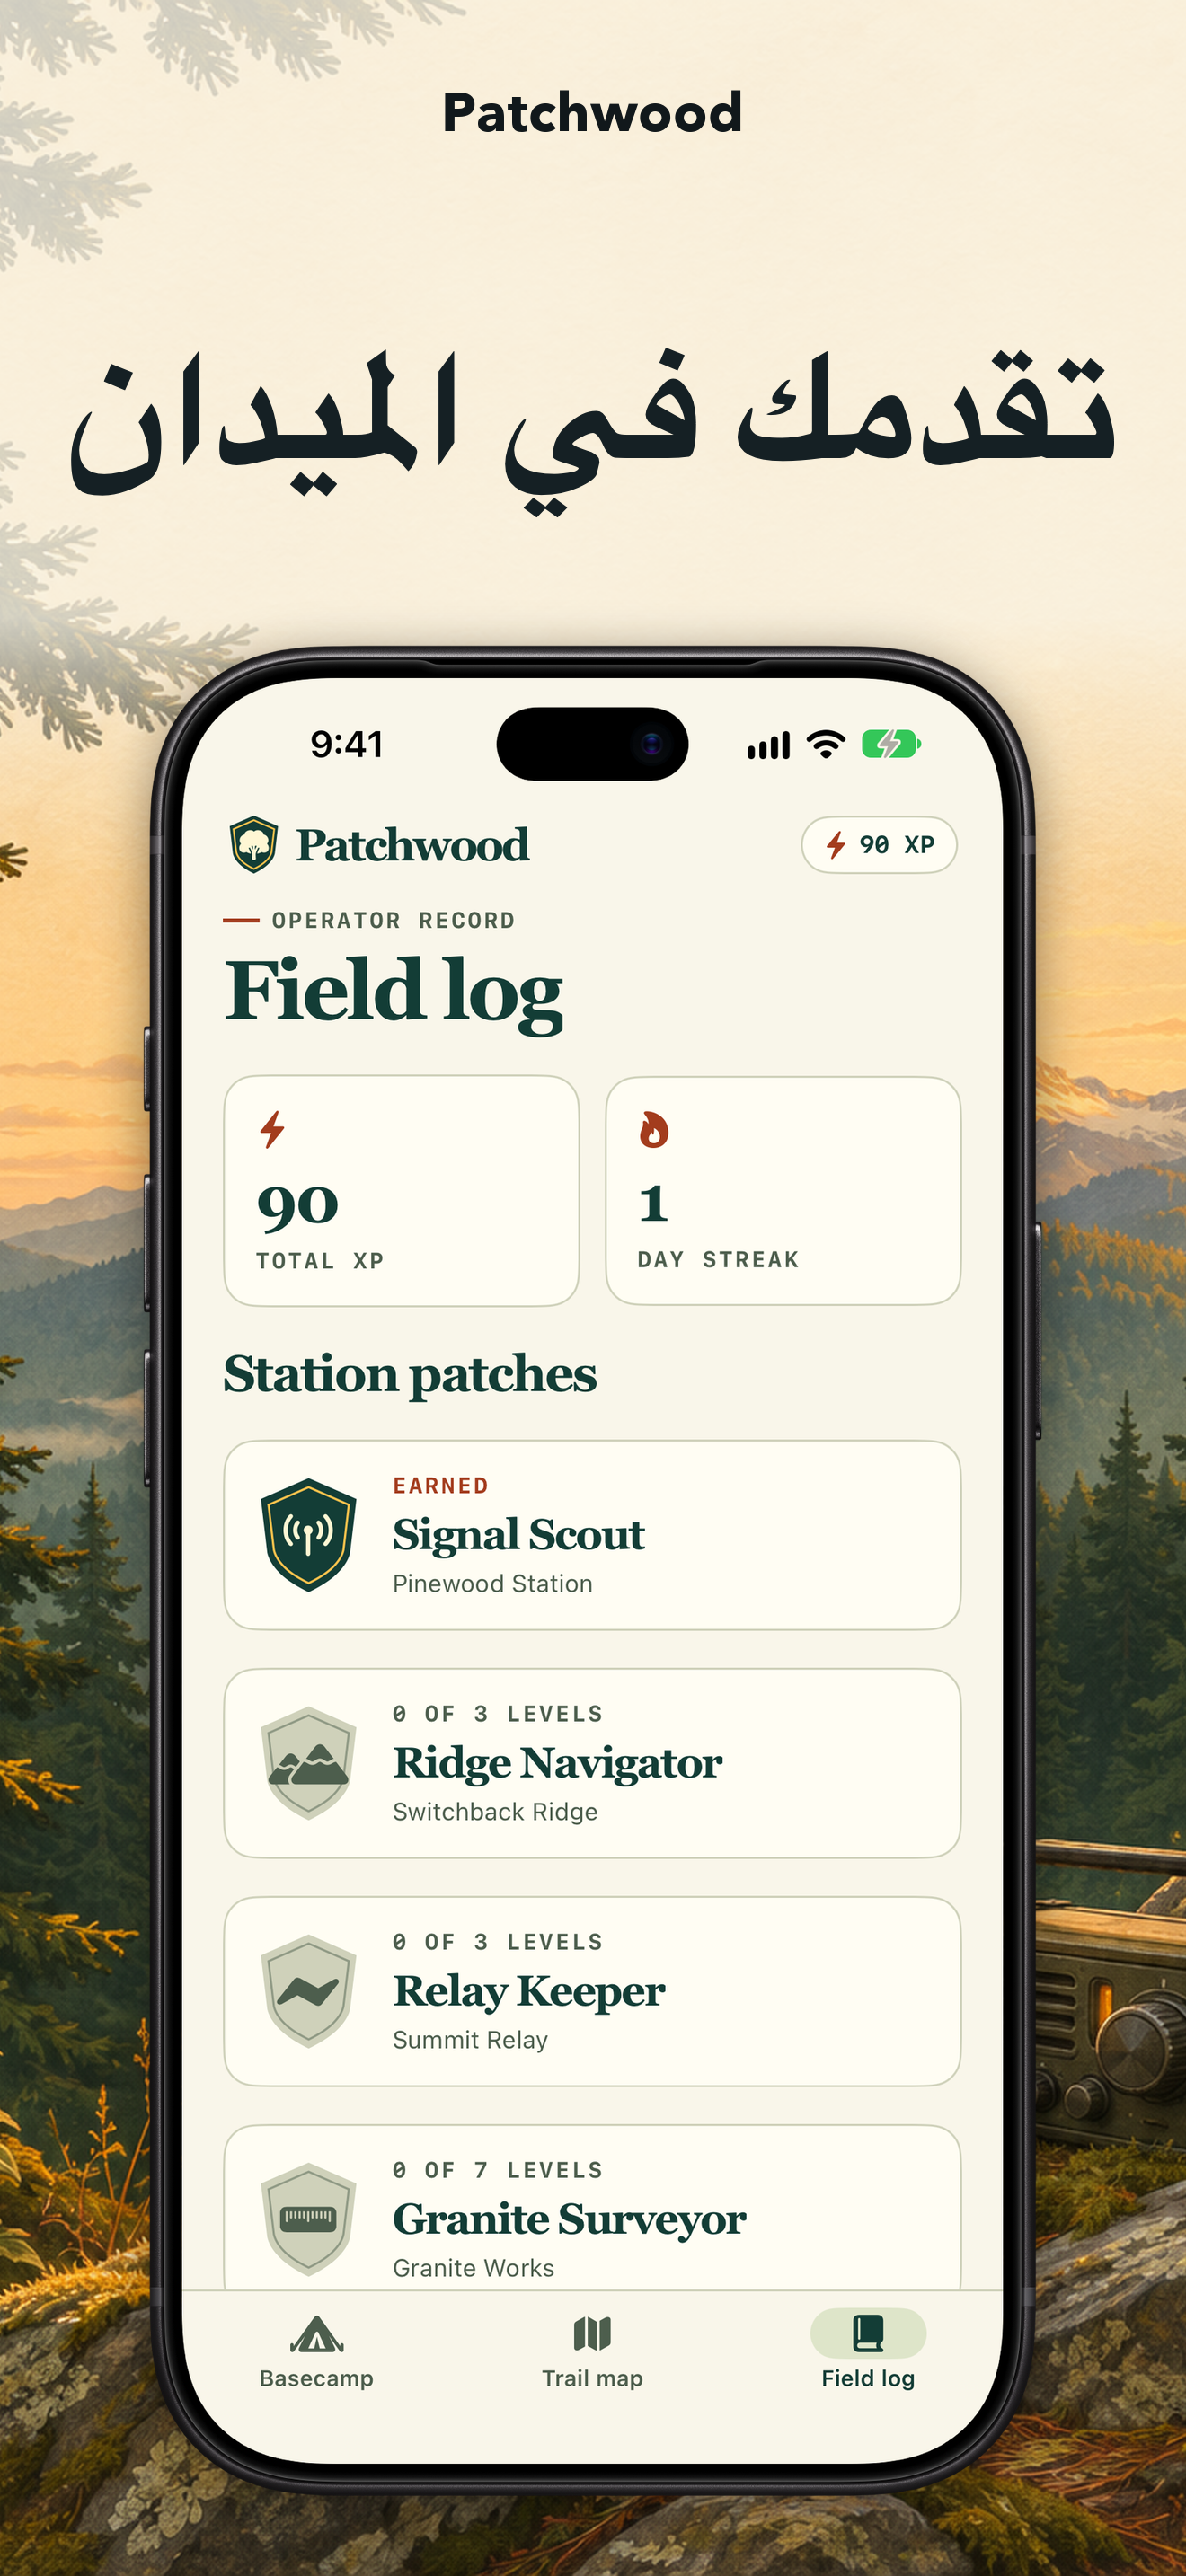 Patchwood
تقدمك في الميدان
9:41
Patchwood
90 XP
OPERATOR RECORD
Field log
90
TOTAL XP
1
DAY STREAK
Station patches
EARNED
Signal Scout
Pinewood Station
0 OF 3 LEVELS
Ridge Navigator
Switchback Ridge
0 OF 3 LEVELS
Relay Keeper
Summit Relay
0 OF 7 LEVELS
Granite Surveyor
Granite Works
Basecamp
Trail map
Field log